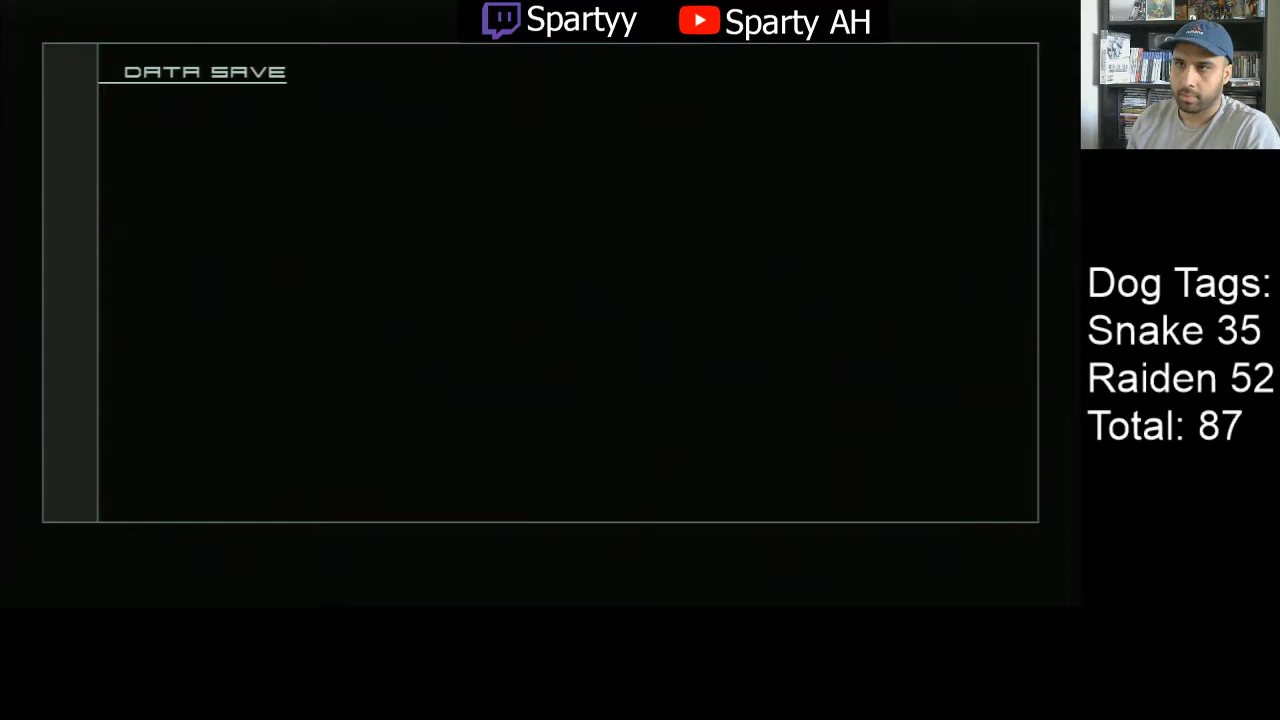 Spartyy
Sparty AH
DATA SAVE
Dog Tags:
Snake 35
Raiden 52
Total: 87